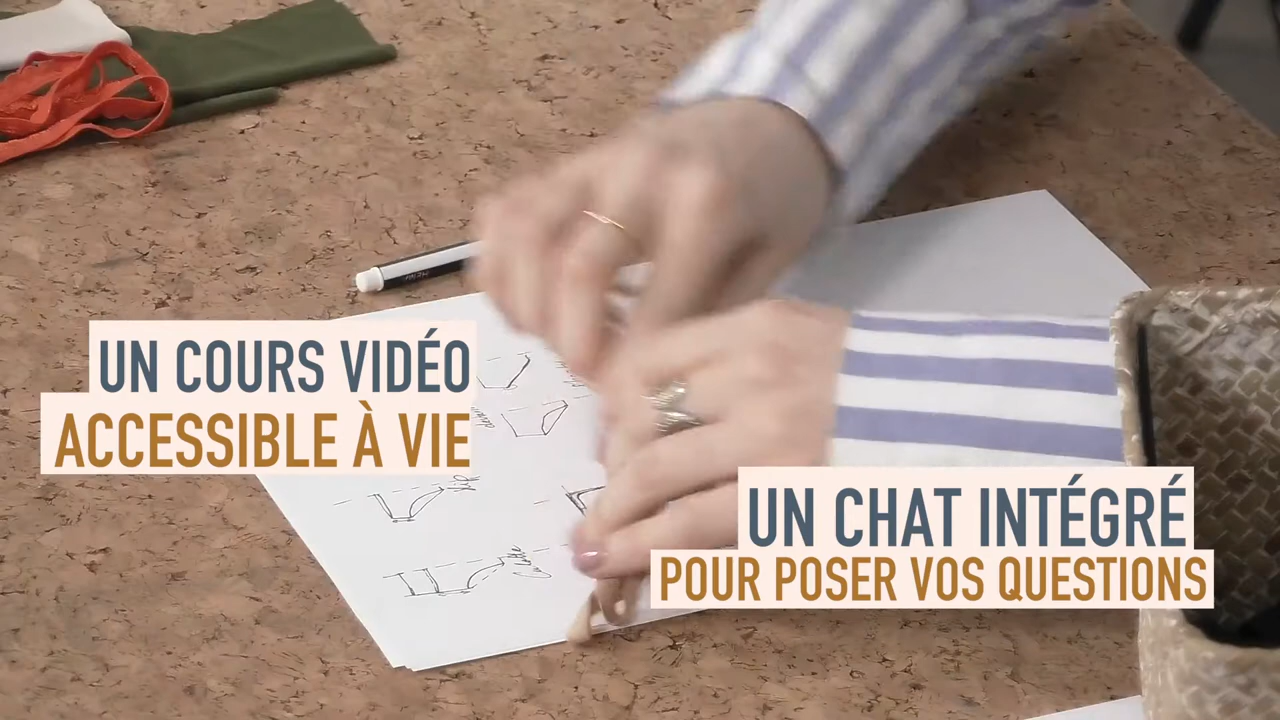 UN COURS VIDÉO
ACCESSIBLE À VIE
UN CHAT INTÉGRÉ
POUR POSER VOS QUESTIONS